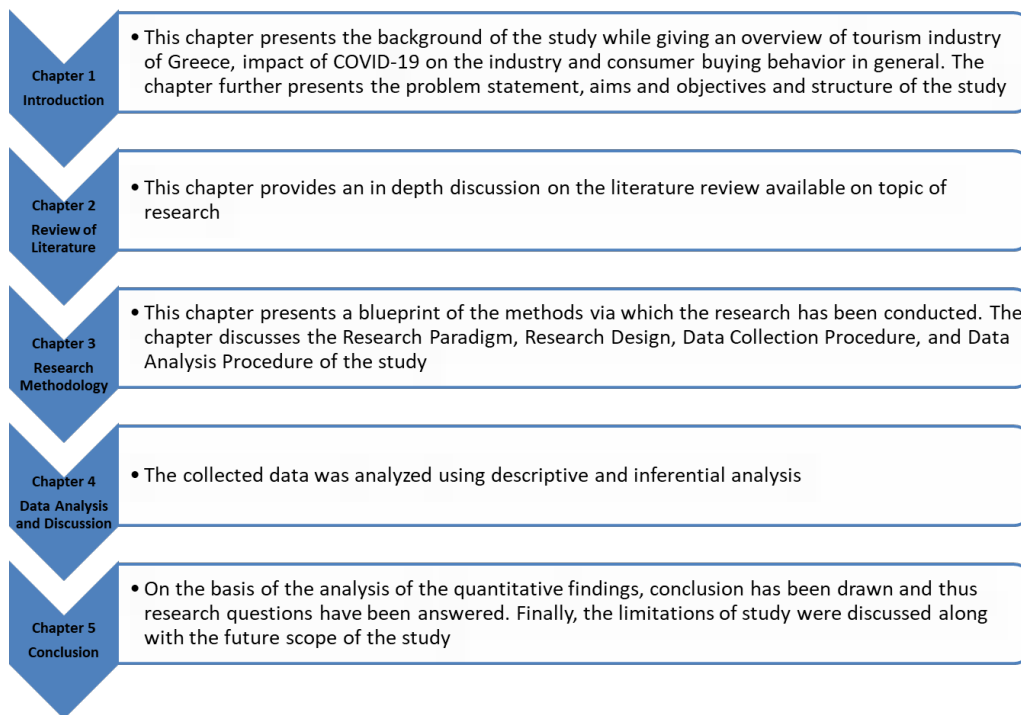 Chapter 1
Introduction
• This chapter presents the background of the study while giving an overview of tourism industry
of Greece, impact of COVID-19 on the industry and consumer buying behavior in general. The
chapter further presents the problem statement, aims and objectives and structure of the study
Chapter 2
Review of
Literature
• This chapter provides an in depth discussion on the literature review available on topic of
research
Chapter 3
Research
Methodology
• This chapter presents a blueprint of the methods via which the research has been conducted. The
chapter discusses the Research Paradigm, Research Design, Data Collection Procedure, and Data
Analysis Procedure of the study
Chapter 4
Data Analysis
and Discussion
• The collected data was analyzed using descriptive and inferential analysis
Chapter 5
Conclusion
• On the basis of the analysis of the quantitative findings, conclusion has been drawn and thus
research questions have been answered. Finally, the limitations of study were discussed along
with the future scope of the study